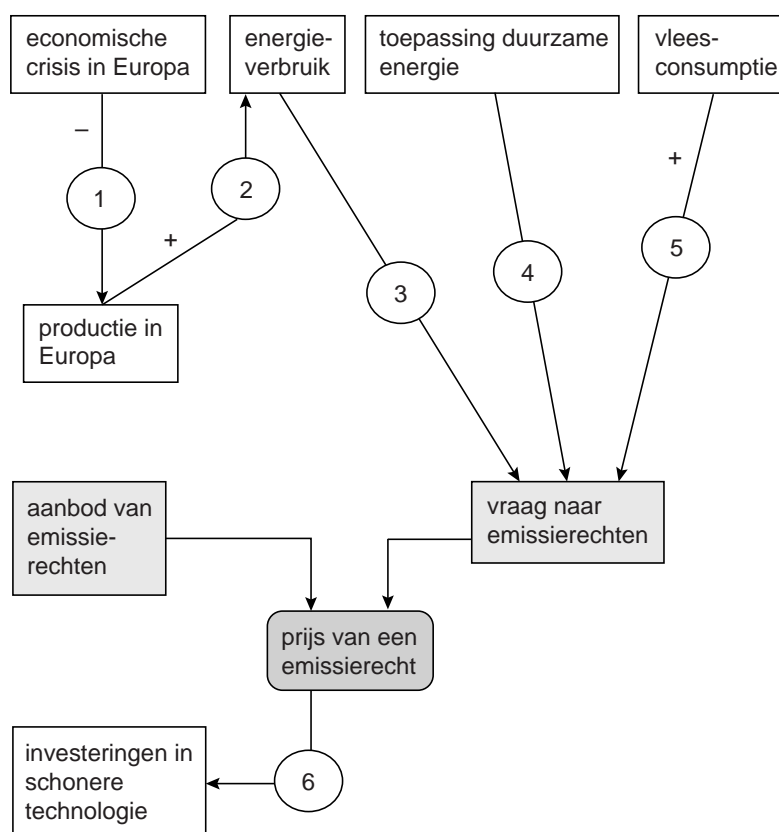 economische
crisis in Europa
energie-
verbruik
toepassing duurzame
energie
vlees-
consumptie
–
+
1
2
+
3
4
5
productie in
Europa
aanbod van
emissie-
rechten
vraag naar
emissierechten
prijs van een
emissierecht
investeringen in
schonere
technologie
6